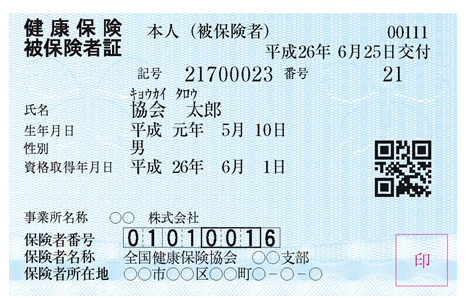 健康保険 本人（被保険者） 00111
被保険者証 平成26年 6月25日交付
記号 21700023 番号 21
ｷｮｳｶｲ ﾀﾛｳ
氏名 協会 太郎
生年月日 平成 元年 5月 10日
性別 男
資格取得年月日 平成 26年 6月 1日
事業所名称 ○○ 株式会社
保険者番号 01010016
保険者名称 全国健康保険協会 ○○支部
保険者所在地 ○○市○○区○○町○－○－○
印